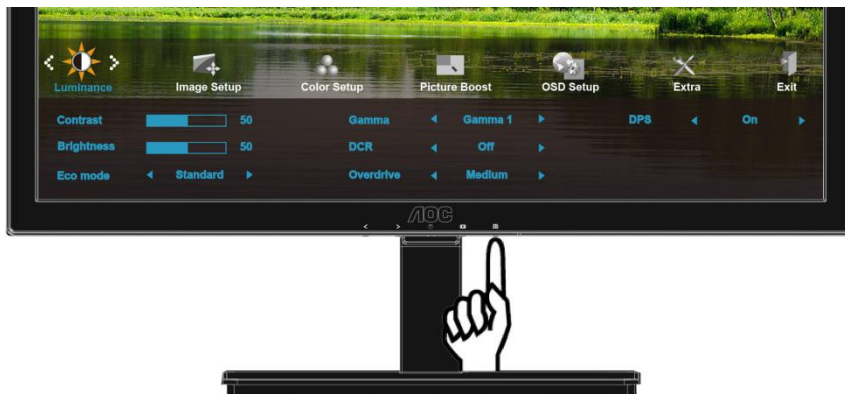 Luminance Image Setup Color Setup Picture Boost OSD Setup Extra Exit
Contrast 50 Gamma Gamma 1 DPS On
Brightness 50 DCR Off
Eco mode Standard Overdrive Medium
AOC
< >